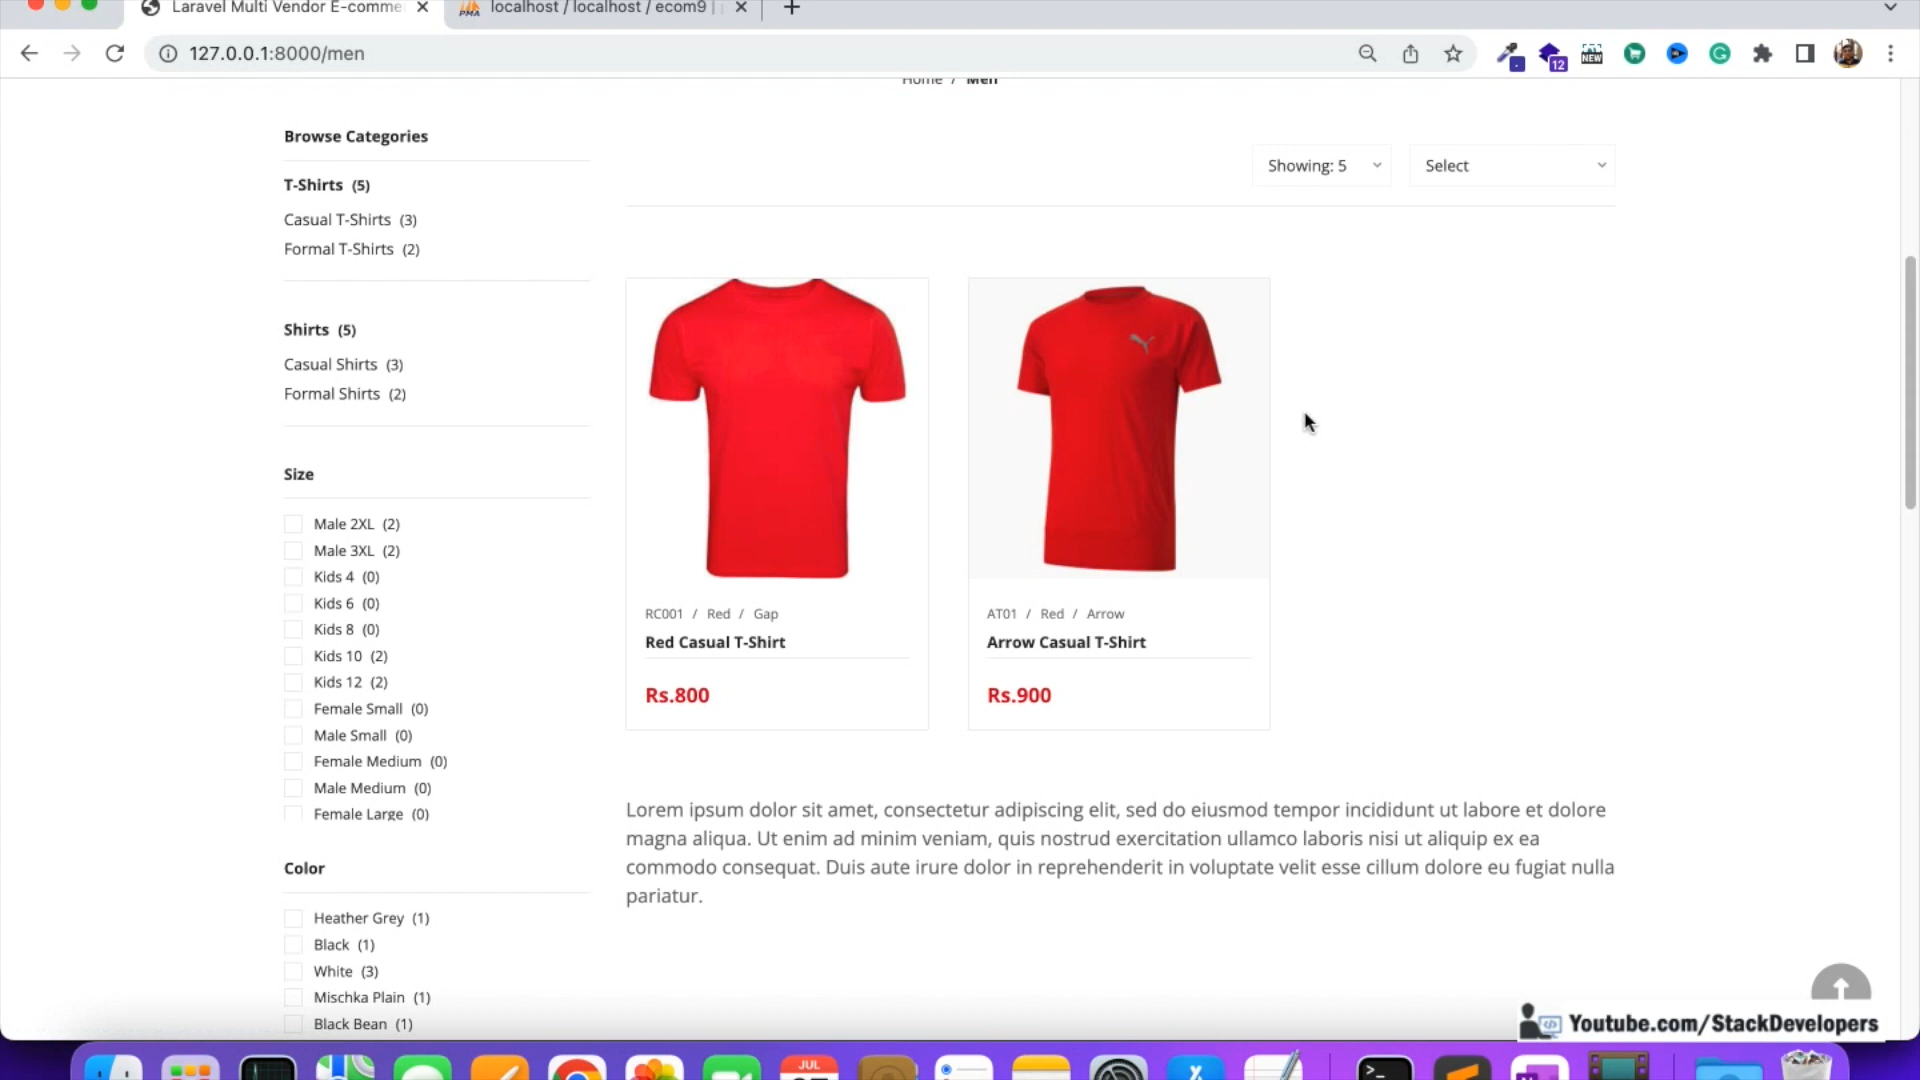 Laravel Multi Vendor E-comme
localhost / localhost / ecom9 |
127.0.0.1:8000/men
12
NEW
Home / Men
Browse Categories
Showing: 5
Select
T-Shirts (5)
Casual T-Shirts (3)
Formal T-Shirts (2)
Shirts (5)
Casual Shirts (3)
Formal Shirts (2)
Size
Male 2XL (2)
Male 3XL (2)
Kids 4 (0)
Kids 6 (0)
Kids 8 (0)
Kids 10 (2)
Kids 12 (2)
Female Small (0)
Male Small (0)
Female Medium (0)
Male Medium (0)
Female Large (0)
RC001 / Red / Gap
Red Casual T-Shirt
Rs.800
AT01 / Red / Arrow
Arrow Casual T-Shirt
Rs.900
Lorem ipsum dolor sit amet, consectetur adipiscing elit, sed do eiusmod tempor incididunt ut labore et dolore
magna aliqua. Ut enim ad minim veniam, quis nostrud exercitation ullamco laboris nisi ut aliquip ex ea
commodo consequat. Duis aute irure dolor in reprehenderit in voluptate velit esse cillum dolore eu fugiat nulla
pariatur.
Color
Heather Grey (1)
Black (1)
White (3)
Mischka Plain (1)
Black Bean (1)
Youtube.com/StackDevelopers
JUL